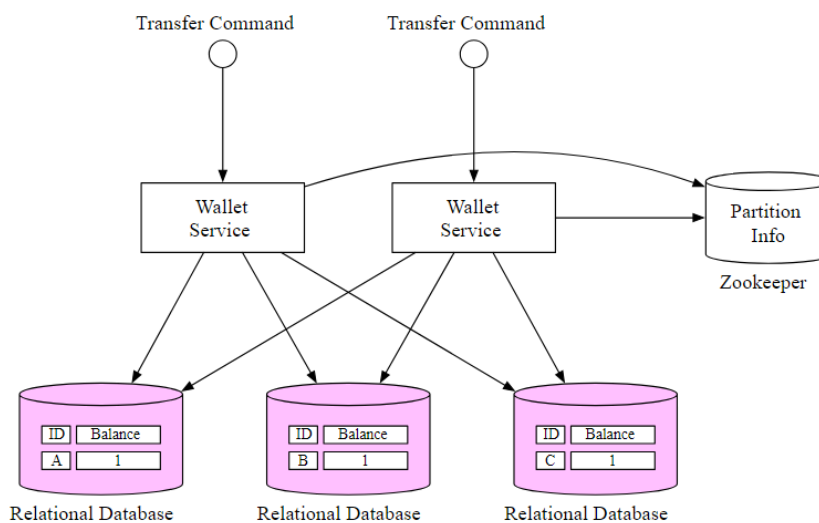 Transfer Command
Transfer Command
Wallet
Service
Wallet
Service
Partition
Info
Zookeeper
ID Balance
A 1
ID Balance
B 1
ID Balance
C 1
Relational Database
Relational Database
Relational Database